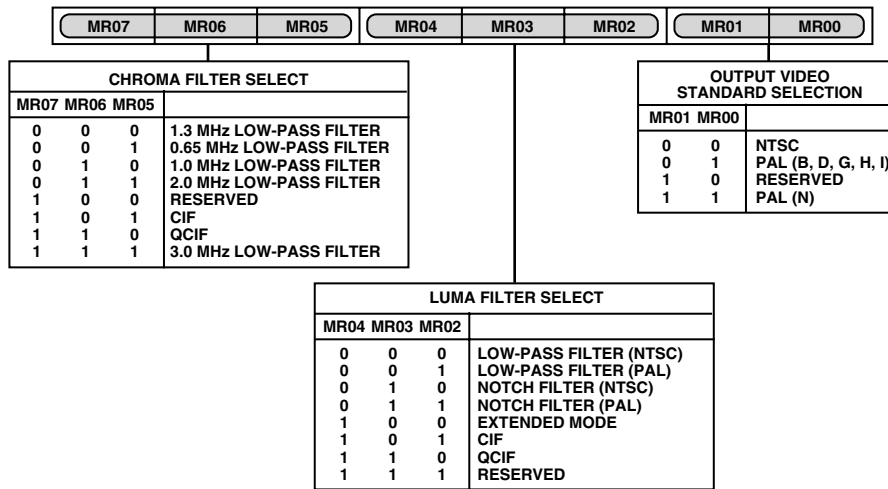 MR07 MR06 MR05 MR04 MR03 MR02 MR01 MR00
CHROMA FILTER SELECT
MR07 MR06 MR05
0 0 0 1.3 MHz LOW-PASS FILTER
0 0 1 0.65 MHz LOW-PASS FILTER
0 1 0 1.0 MHz LOW-PASS FILTER
0 1 1 2.0 MHz LOW-PASS FILTER
1 0 0 RESERVED
1 0 1 CIF
1 1 0 QCIF
1 1 1 3.0 MHz LOW-PASS FILTER
OUTPUT VIDEO
STANDARD SELECTION
MR01 MR00
0 0 NTSC
0 1 PAL (B, D, G, H, I)
1 0 RESERVED
1 1 PAL (N)
LUMA FILTER SELECT
MR04 MR03 MR02
0 0 0 LOW-PASS FILTER (NTSC)
0 0 1 LOW-PASS FILTER (PAL)
0 1 0 NOTCH FILTER (NTSC)
0 1 1 NOTCH FILTER (PAL)
1 0 0 EXTENDED MODE
1 0 1 CIF
1 1 0 QCIF
1 1 1 RESERVED